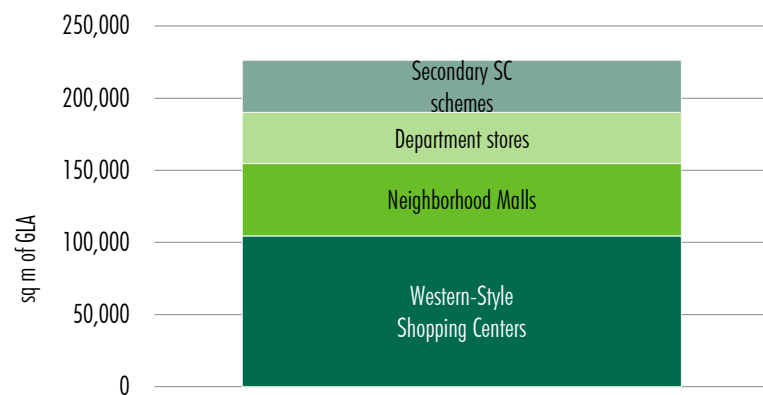 250,000
200,000
150,000
100,000
50,000
0
sq m of GLA
Secondary SC
schemes
Department stores
Neighborhood Malls
Western-Style
Shopping Centers